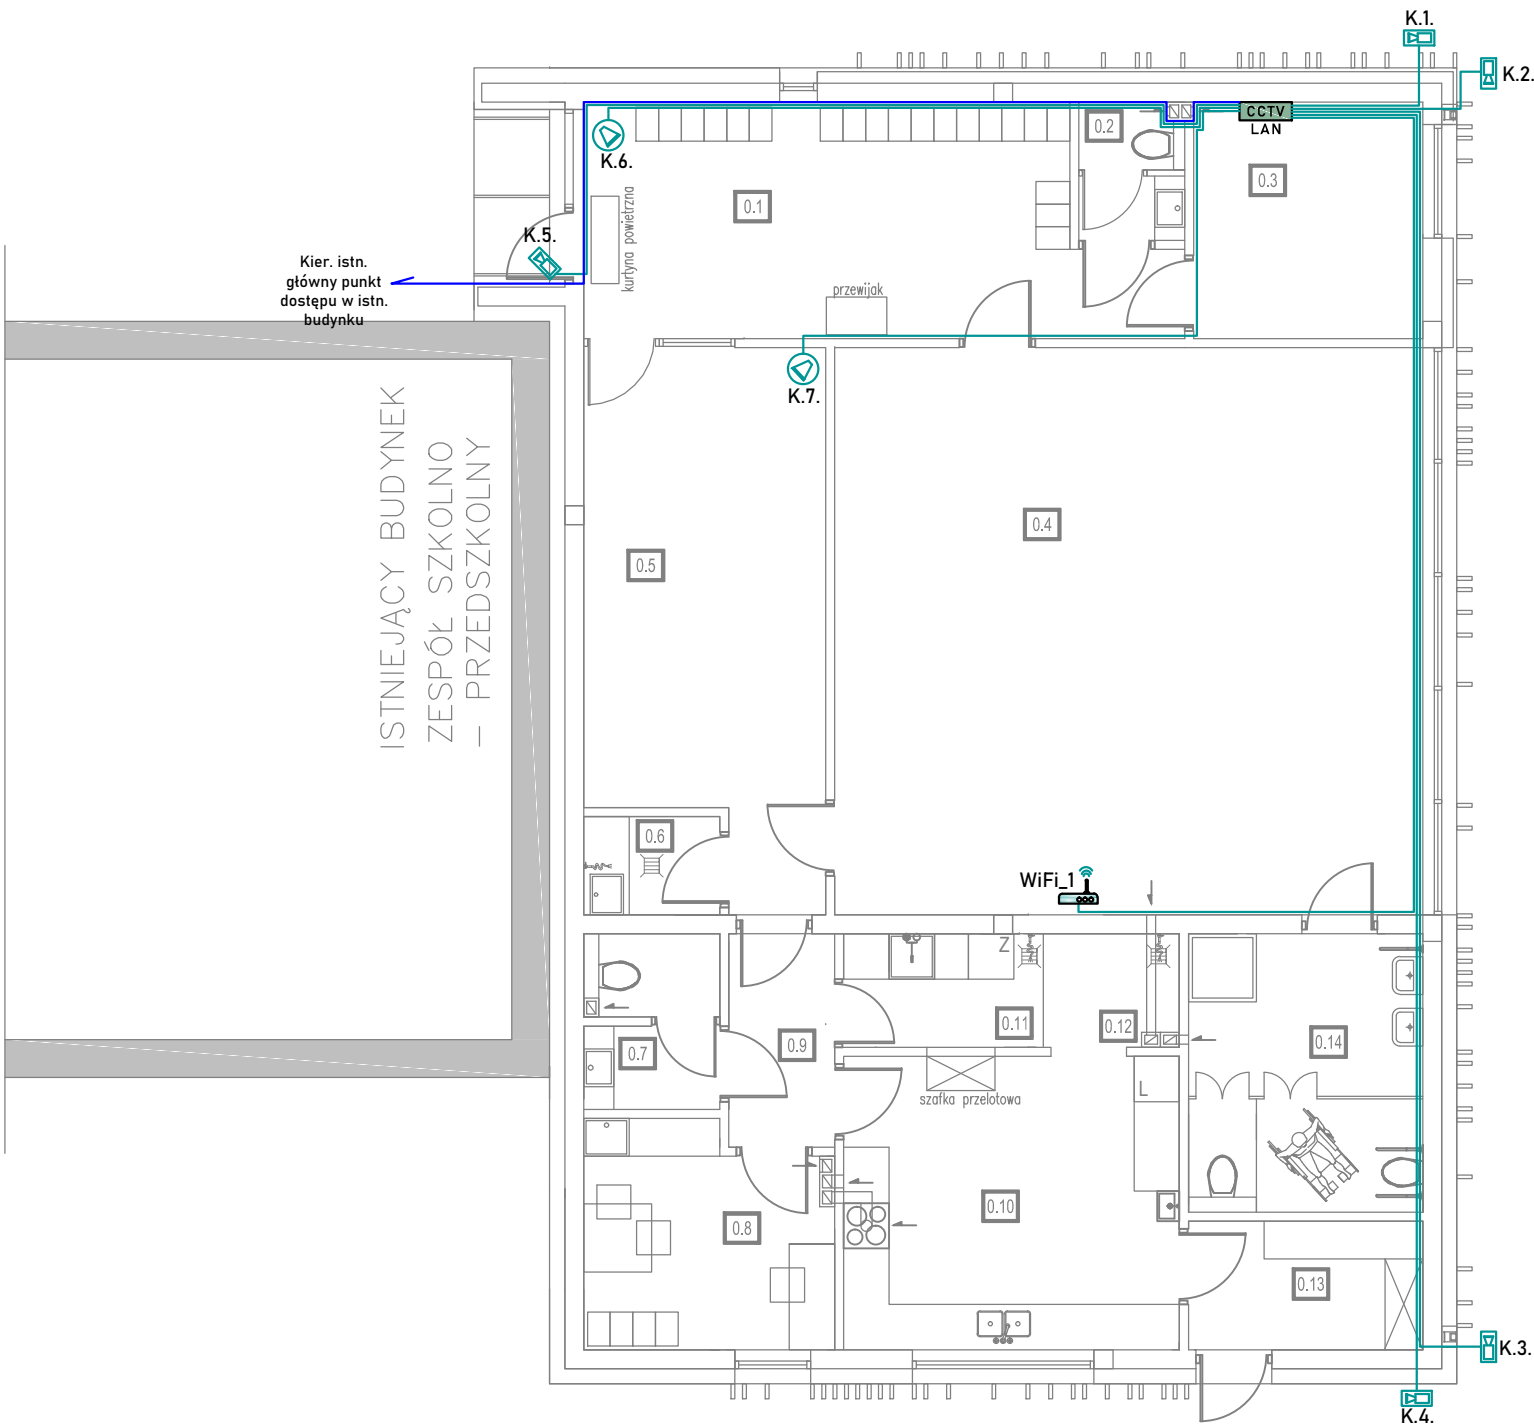 K.1.
K.2.
CCTV
LAN
K.6.
0.2
0.3
0.1
kurtyna powietrzna
K.5.
Kier. istn.
główny punkt
dostępu w istn.
budynku
przewijak
K.7.
ISTNIEJĄCY BUDYNEK
ZESPÓŁ SZKOLNO
– PRZEDSZKOLNY
0.4
0.5
0.6
WiFi_1
Z
0.11
0.12
0.14
0.9
0.7
L
szafka przelotowa
0.10
0.8
0.13
K.3.
K.4.